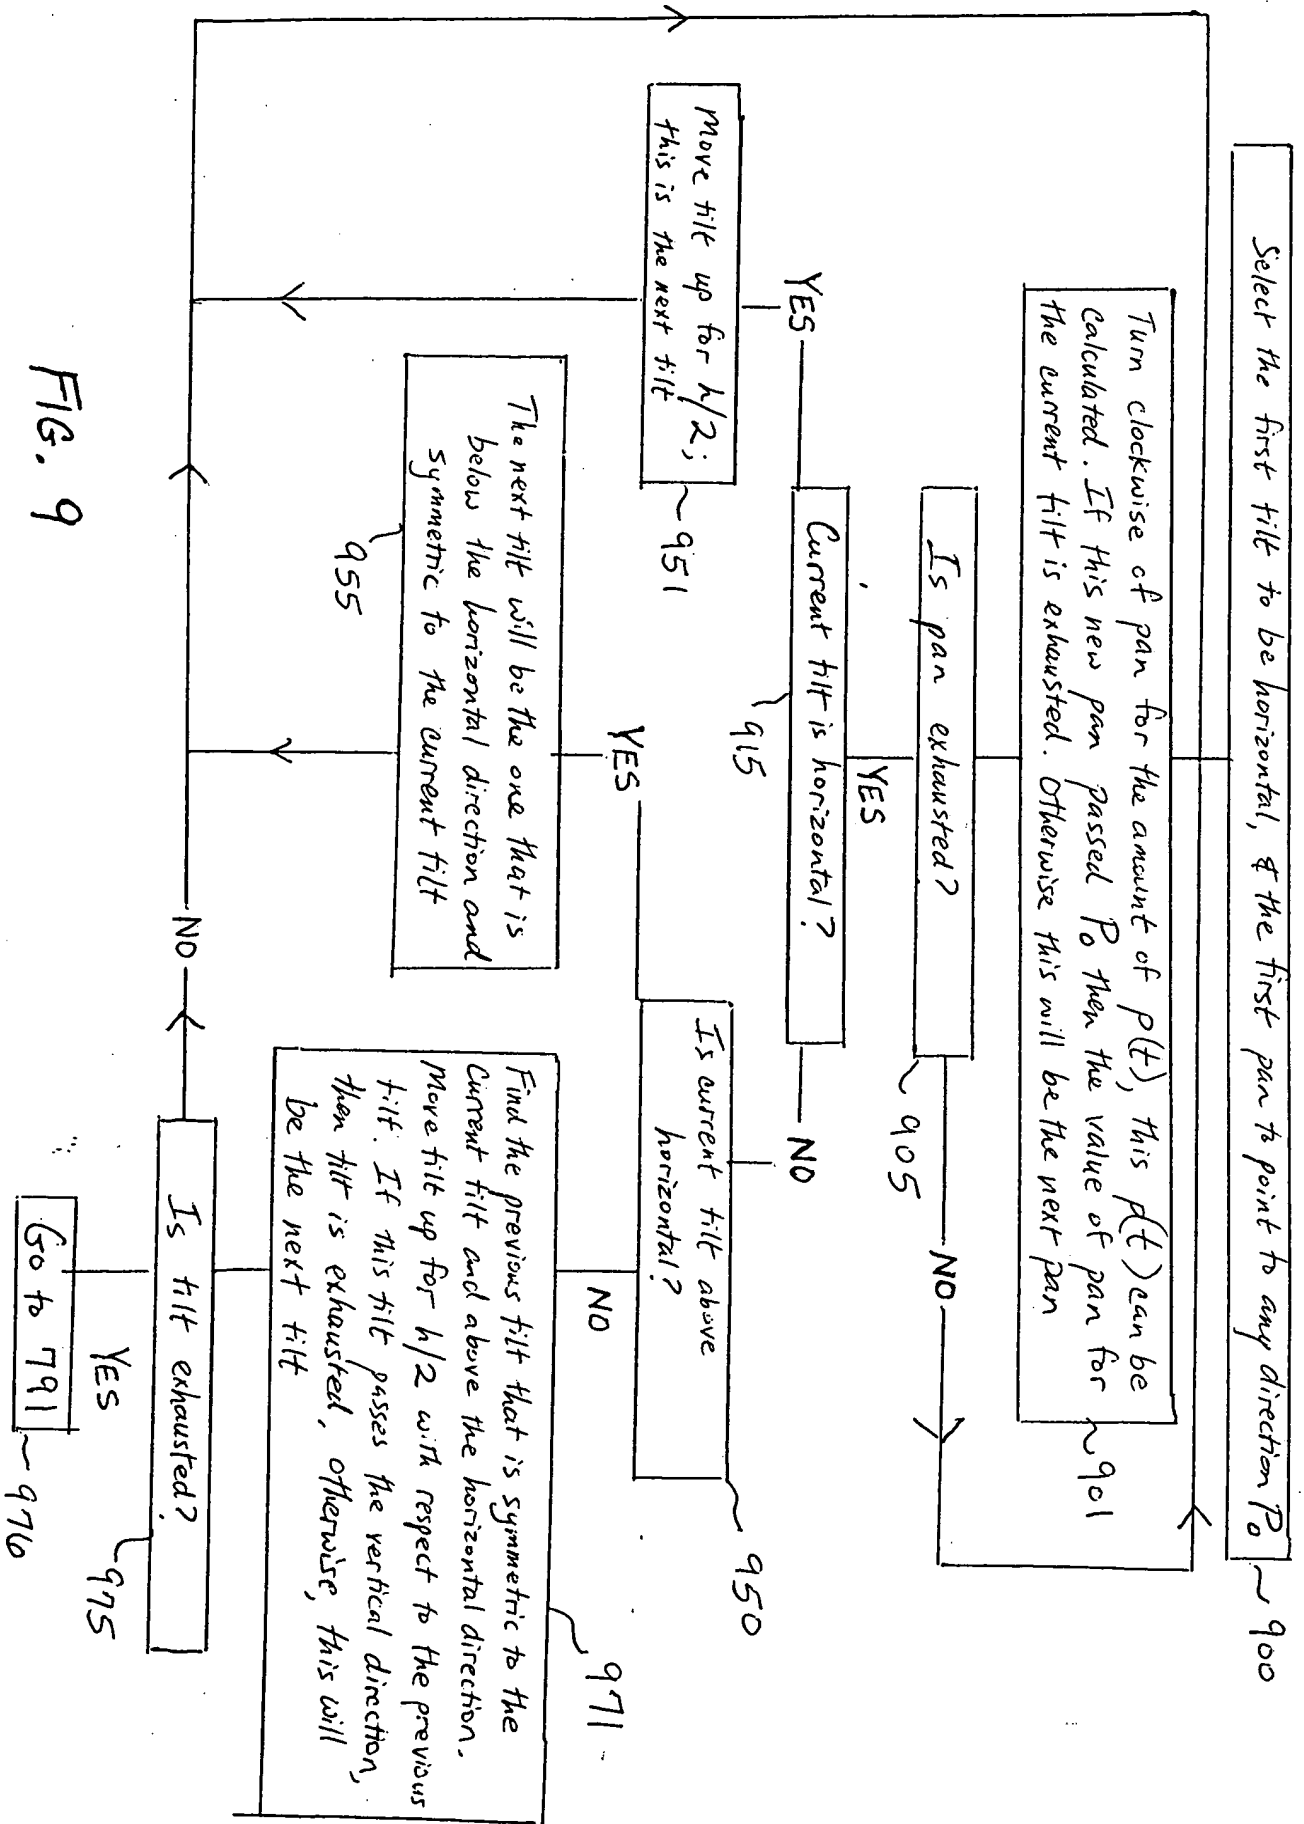 Select the first tilt to be horizontal, & the first pan to point to any direction P0
900
Turn clockwise of pan for the amount of p(t), this p(t) can be
calculated. If this new pan passed P0 then the value of pan for
the current tilt is exhausted. Otherwise this will be the next pan
901
Is pan exhausted?
905
NO
YES
Current tilt is horizontal?
915
YES
NO
Move tilt up for h/2;
this is the next tilt
951
Is current tilt above
horizontal?
950
YES
NO
The next tilt will be the one that is
below the horizontal direction and
symmetric to the current tilt
955
Find the previous tilt that is symmetric to the
current tilt and above the horizontal direction.
Move tilt up for h/2 with respect to the previous
tilt. If this tilt passes the vertical direction,
then tilt is exhausted, otherwise, this will
be the next tilt
971
Is tilt exhausted?
975
NO
YES
Go to 791
976
FIG. 9